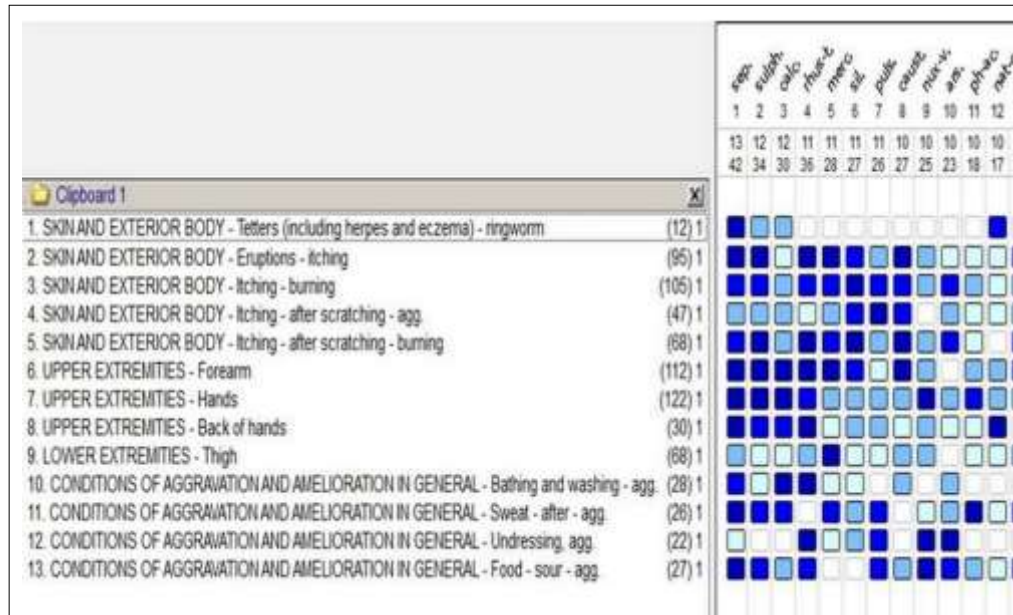 sep. sulph. calc. rhus-t merc. sil. puls. caust. nux-v. ars. ph-ac. nat-
1 2 3 4 5 6 7 8 9 10 11 12
13 12 12 11 11 11 11 10 10 10 10 10
42 34 30 36 28 27 26 27 25 23 18 17
Clipboard 1 X
1. SKIN AND EXTERIOR BODY - Tetters (including herpes and eczema) - ringworm (12) 1
2. SKIN AND EXTERIOR BODY - Eruptions - itching (95) 1
3. SKIN AND EXTERIOR BODY - Itching - burning (105) 1
4. SKIN AND EXTERIOR BODY - Itching - after scratching - agg. (47) 1
5. SKIN AND EXTERIOR BODY - Itching - after scratching - burning (68) 1
6. UPPER EXTREMITIES - Forearm (112) 1
7. UPPER EXTREMITIES - Hands (122) 1
8. UPPER EXTREMITIES - Back of hands (30) 1
9. LOWER EXTREMITIES - Thigh (68) 1
10. CONDITIONS OF AGGRAVATION AND AMELIORATION IN GENERAL - Bathing and washing - agg. (28) 1
11. CONDITIONS OF AGGRAVATION AND AMELIORATION IN GENERAL - Sweat - after - agg. (26) 1
12. CONDITIONS OF AGGRAVATION AND AMELIORATION IN GENERAL - Undressing, agg. (22) 1
13. CONDITIONS OF AGGRAVATION AND AMELIORATION IN GENERAL - Food - sour - agg. (27) 1